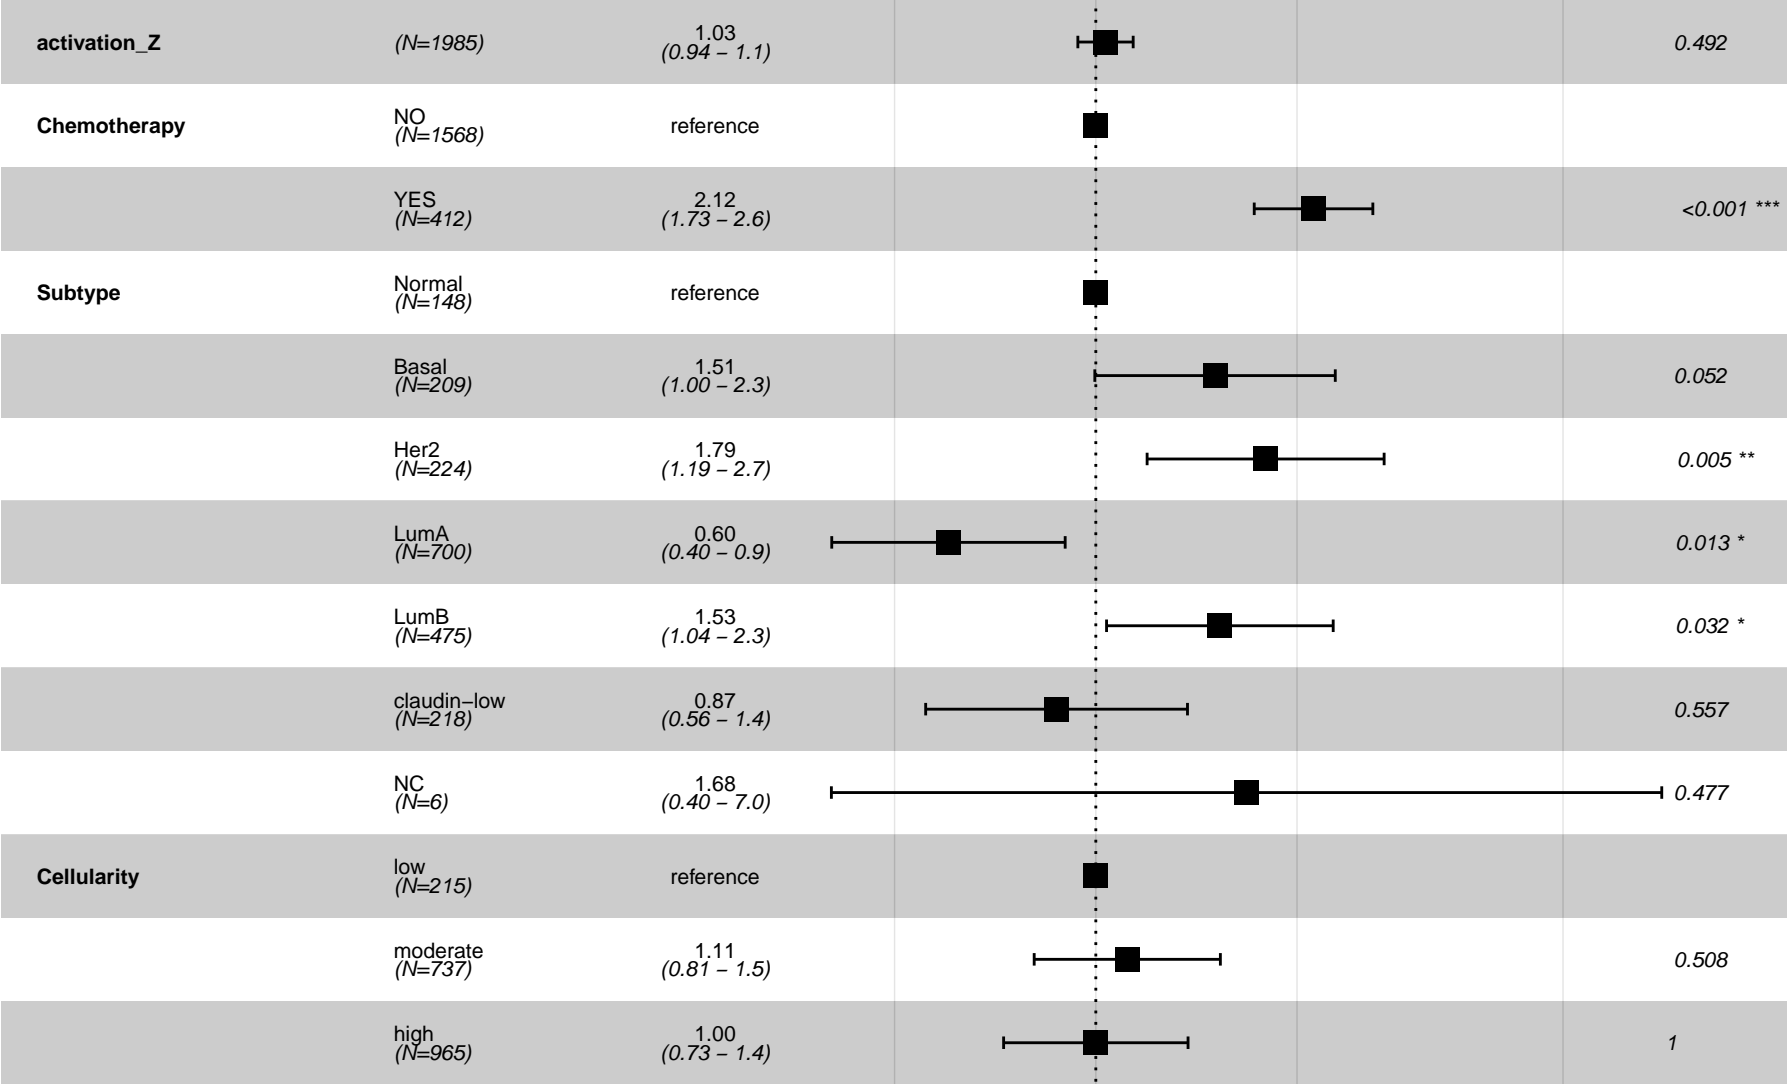 activation_Z (N=1985) 1.03 0.492
(0.94 − 1.1)
Chemotherapy NO reference
(N=1568)
YES 2.12 <0.001 ***
(N=412) (1.73 − 2.6)
Subtype Normal reference
(N=148)
Basal 1.51 0.052
(N=209) (1.00 − 2.3)
Her2 1.79 0.005 **
(N=224) (1.19 − 2.7)
LumA 0.60 0.013 *
(N=700) (0.40 − 0.9)
LumB 1.53 0.032 *
(N=475) (1.04 − 2.3)
claudin−low 0.87 0.557
(N=218) (0.56 − 1.4)
NC 1.68 0.477
(N=6) (0.40 − 7.0)
Cellularity low reference
(N=215)
moderate 1.11 0.508
(N=737) (0.81 − 1.5)
high 1.00 1
(N=965) (0.73 − 1.4)